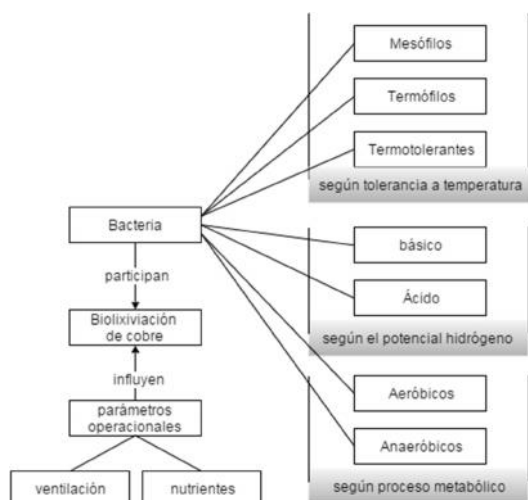 Mesófilos
Termófilos
Termotolerantes
según tolerancia a temperatura
Bacteria
participan
Biolixiviación
de cobre
influyen
parámetros
operacionales
ventilación
nutrientes
básico
Ácido
según el potencial hidrógeno
Aeróbicos
Anaeróbicos
según proceso metabólico